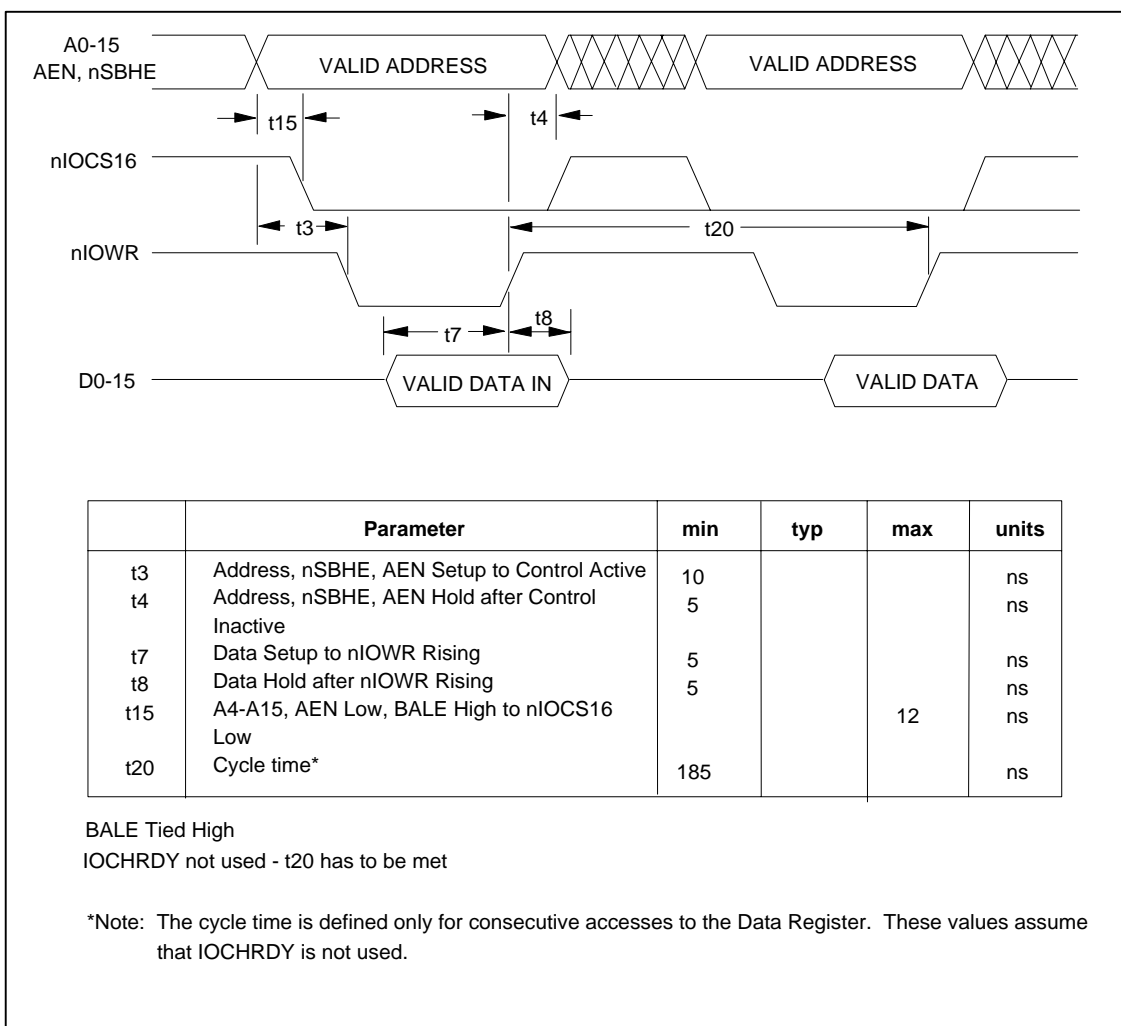 A0-15
AEN, nSBHE
VALID ADDRESS
VALID ADDRESS
t15
t4
nIOCS16
t3
t20
nIOWR
t7
t8
D0-15
VALID DATA IN
VALID DATA
Parameter min typ max units
t3 Address, nSBHE, AEN Setup to Control Active 10 ns
t4 Address, nSBHE, AEN Hold after Control 5 ns
Inactive
t7 Data Setup to nIOWR Rising 5 ns
t8 Data Hold after nIOWR Rising 5 ns
t15 A4-A15, AEN Low, BALE High to nIOCS16 12 ns
Low
t20 Cycle time* 185 ns
BALE Tied High
IOCHRDY not used - t20 has to be met
*Note: The cycle time is defined only for consecutive accesses to the Data Register. These values assume
that IOCHRDY is not used.